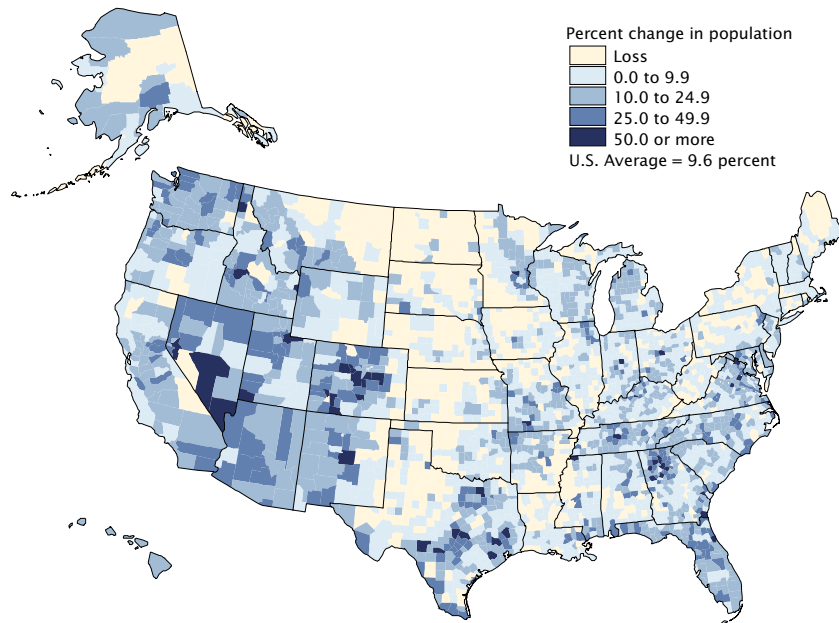 Percent change in population
Loss
0.0 to 9.9
10.0 to 24.9
25.0 to 49.9
50.0 or more
U.S. Average = 9.6 percent